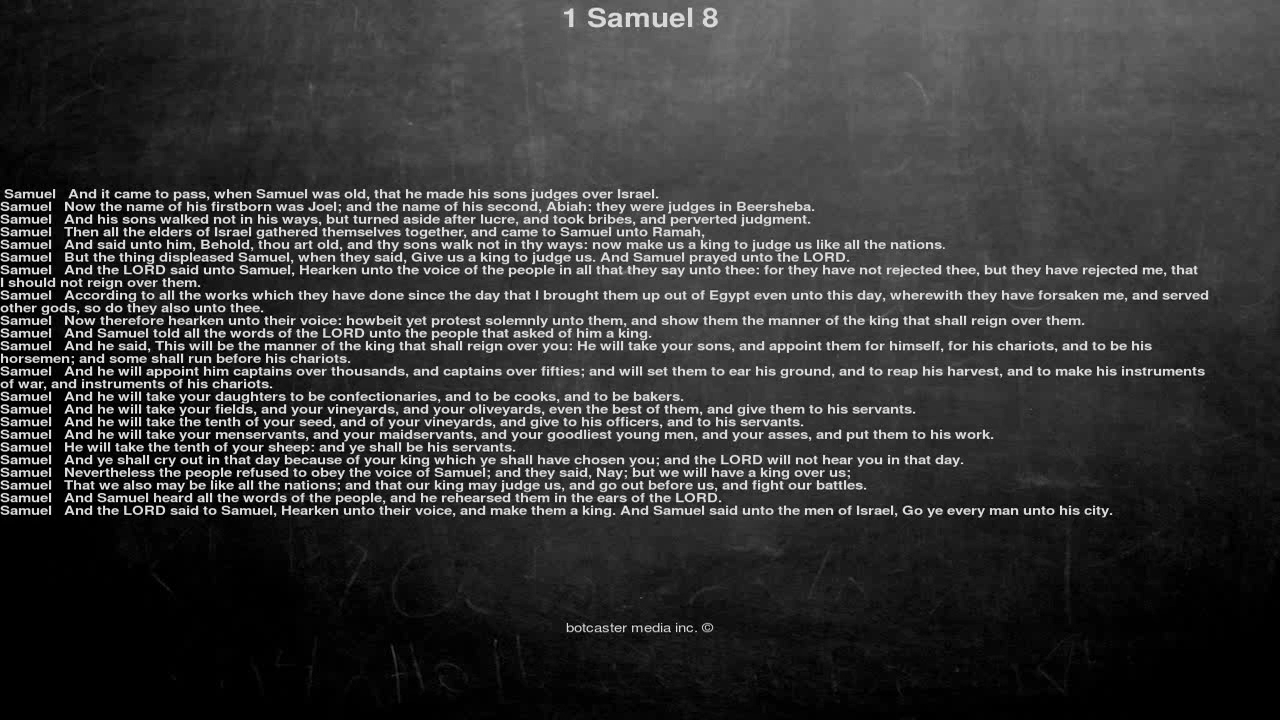 1 Samuel 8
Samuel And it came to pass, when Samuel was old, that he made his sons judges over Israel.
Samuel Now the name of his firstborn was Joel; and the name of his second, Abiah: they were judges in Beersheba.
Samuel And his sons walked not in his ways, but turned aside after lucre, and took bribes, and perverted judgment.
Samuel Then all the elders of Israel gathered themselves together, and came to Samuel unto Ramah,
Samuel And said unto him, Behold, thou art old, and thy sons walk not in thy ways: now make us a king to judge us like all the nations.
Samuel But the thing displeased Samuel, when they said, Give us a king to judge us. And Samuel prayed unto the LORD.
Samuel And the LORD said unto Samuel, Hearken unto the voice of the people in all that they say unto thee: for they have not rejected thee, but they have rejected me, that
I should not reign over them.
Samuel According to all the works which they have done since the day that I brought them up out of Egypt even unto this day, wherewith they have forsaken me, and served
other gods, so do they also unto thee.
Samuel Now therefore hearken unto their voice: howbeit yet protest solemnly unto them, and show them the manner of the king that shall reign over them.
Samuel And Samuel told all the words of the LORD unto the people that asked of him a king.
Samuel And he said, This will be the manner of the king that shall reign over you: He will take your sons, and appoint them for himself, for his chariots, and to be his
horsemen; and some shall run before his chariots.
Samuel And he will appoint him captains over thousands, and captains over fifties; and will set them to ear his ground, and to reap his harvest, and to make his instruments
of war, and instruments of his chariots.
Samuel And he will take your daughters to be confectionaries, and to be cooks, and to be bakers.
Samuel And he will take your fields, and your vineyards, and your oliveyards, even the best of them, and give them to his servants.
Samuel And he will take the tenth of your seed, and of your vineyards, and give to his officers, and to his servants.
Samuel And he will take your menservants, and your maidservants, and your goodliest young men, and your asses, and put them to his work.
Samuel He will take the tenth of your sheep: and ye shall be his servants.
Samuel And ye shall cry out in that day because of your king which ye shall have chosen you; and the LORD will not hear you in that day.
Samuel Nevertheless the people refused to obey the voice of Samuel; and they said, Nay; but we will have a king over us;
Samuel That we also may be like all the nations; and that our king may judge us, and go out before us, and fight our battles.
Samuel And Samuel heard all the words of the people, and he rehearsed them in the ears of the LORD.
Samuel And the LORD said to Samuel, Hearken unto their voice, and make them a king. And Samuel said unto the men of Israel, Go ye every man unto his city.
botcaster media inc. ©